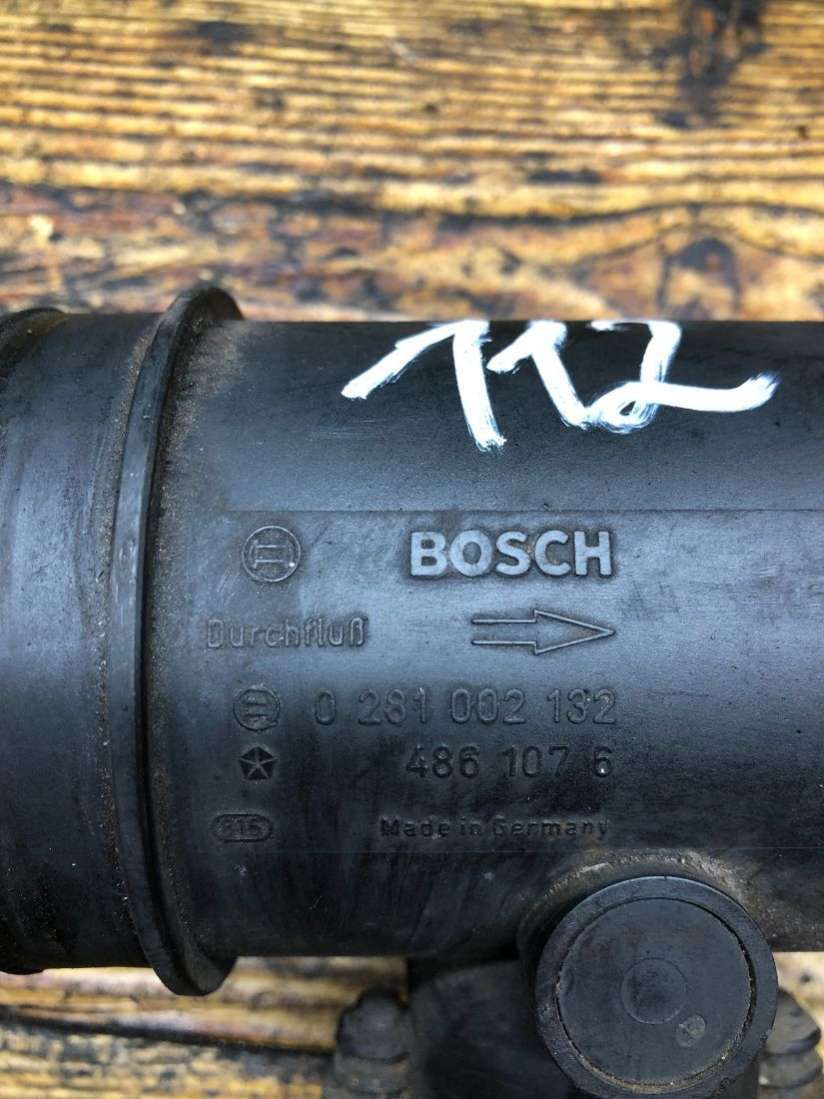 112
BOSCH
Durchfluß
0 281 002 132
486 107 6
Made in Germany